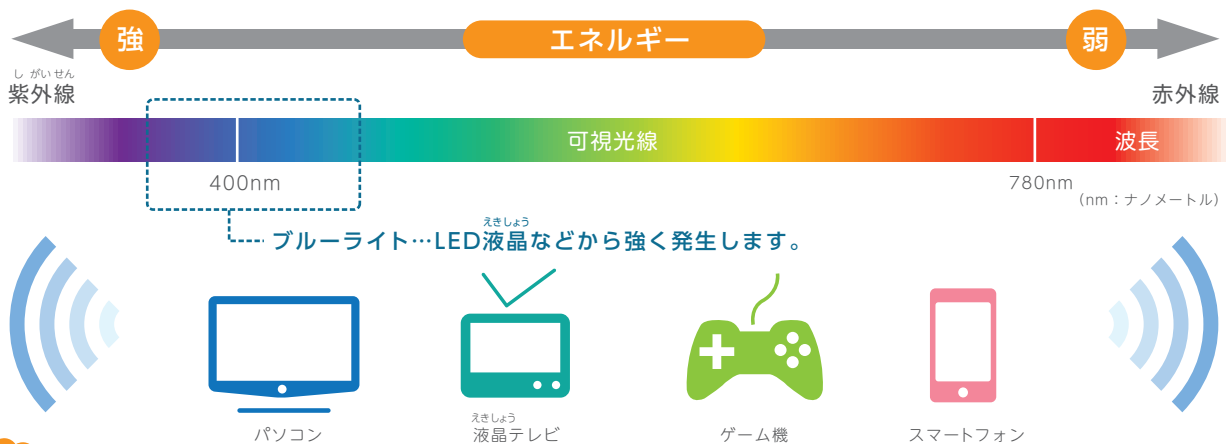 強 エネルギー 弱
しがいせん
紫外線 赤外線
可視光線 波長
400nm 780nm
(nm：ナノメートル)
えきしょう
ブルーライト…LED液晶などから強く発生します。
えきしょう
パソコン 液晶テレビ ゲーム機 スマートフォン